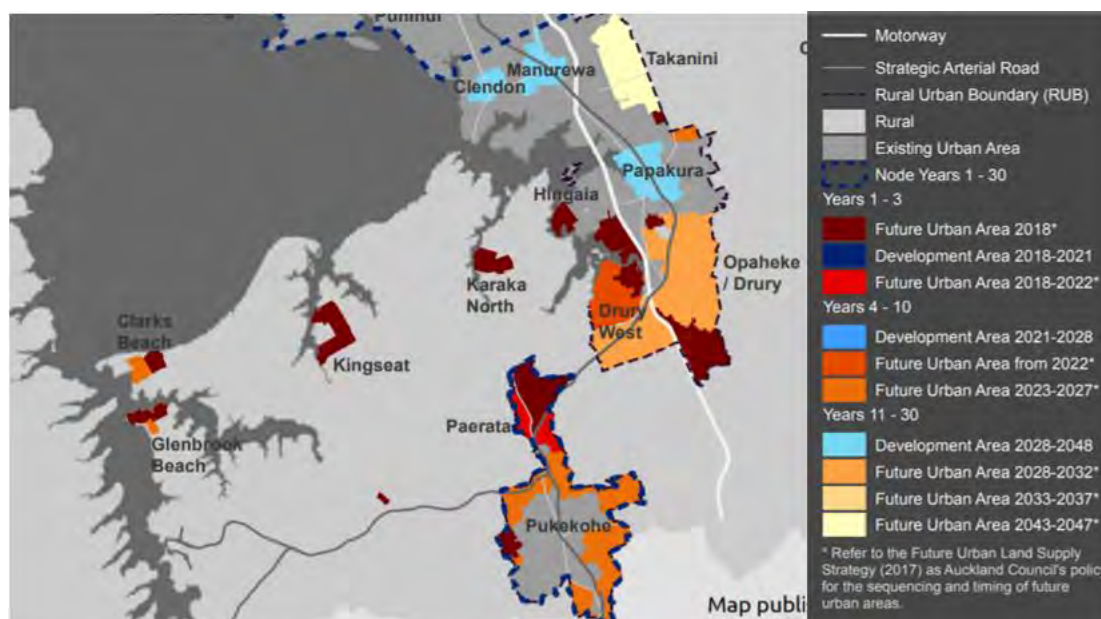 Puhinui
Takanini
Manurewa
Clendon
Papakura
Hingaia
Opaheke
/ Drury
Karaka
North
Drury
West
Clarks
Beach
Kingseat
Paerata
Glenbrook
Beach
Pukekohe
Map publi
Motorway
Strategic Arterial Road
Rural Urban Boundary (RUB)
Rural
Existing Urban Area
Node Years 1 - 30
Years 1 - 3
Future Urban Area 2018*
Development Area 2018-2021
Future Urban Area 2018-2022*
Years 4 - 10
Development Area 2021-2028
Future Urban Area from 2022*
Future Urban Area 2023-2027*
Years 11 - 30
Development Area 2028-2048
Future Urban Area 2028-2032*
Future Urban Area 2033-2037*
Future Urban Area 2043-2047*
* Refer to the Future Urban Land Supply
Strategy (2017) as Auckland Council's polic
for the sequencing and timing of future
urban areas.